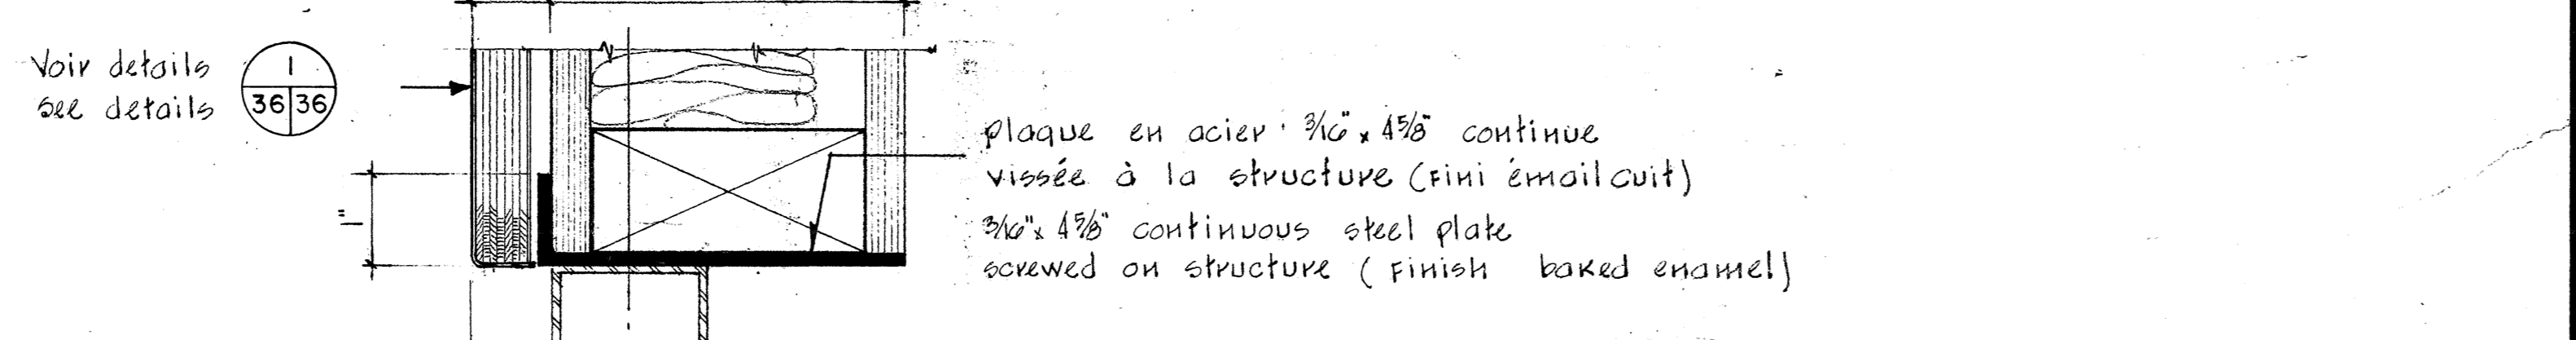 Voir details
see details
1
36 36
plaque en acier 3/16" x 4 5/8" continue
vissée à la structure (Fini émail cuit)
3/16" x 4 5/8" continuous steel plate
screwed on structure (Finish baked enamel)
1"